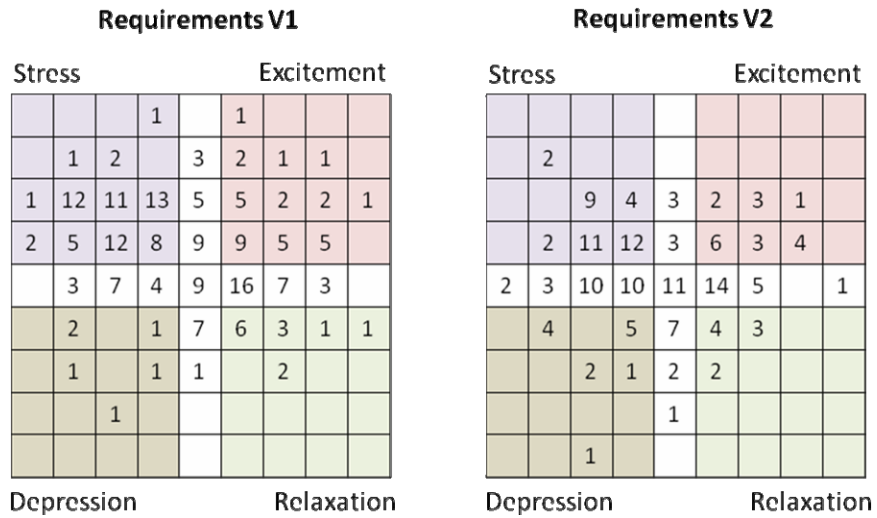 Requirements V1
Requirements V2
Stress Excitement
Stress Excitement
1 1
1 2 3 2 1 1
2
1 12 11 13 5 5 2 2 1
9 4 3 2 3 1
2 5 12 8 9 9 5 5
2 11 12 3 6 3 4
3 7 4 9 16 7 3
2 3 10 10 11 14 5 1
2 1 7 6 3 1 1
4 5 7 4 3
1 1 1 2
2 1 2 2
1
1
1
Depression Relaxation
Depression Relaxation